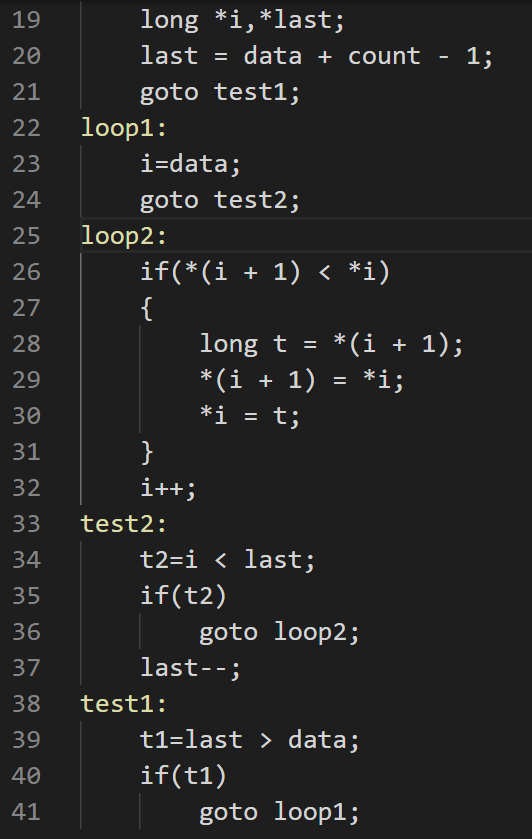 19 long *i,*last;
20 last = data + count - 1;
21 goto test1;
22 loop1:
23 i=data;
24 goto test2;
25 loop2:
26 if(*(i + 1) < *i)
27 {
28 long t = *(i + 1);
29 *(i + 1) = *i;
30 *i = t;
31 }
32 i++;
33 test2:
34 t2=i < last;
35 if(t2)
36 goto loop2;
37 last--;
38 test1:
39 t1=last > data;
40 if(t1)
41 goto loop1;